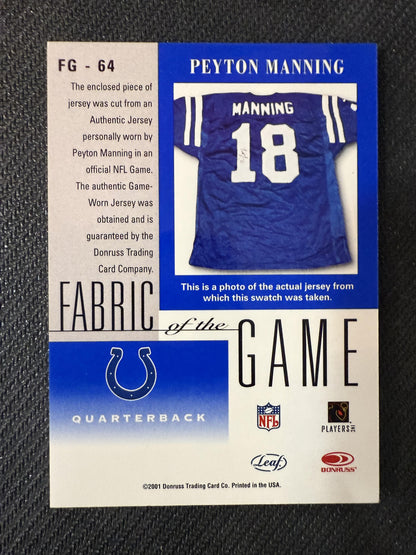 FG - 64
The enclosed piece of
jersey was cut from an
Authentic Jersey
personally worn by
Peyton Manning in an
official NFL Game.
The authentic Game-
Worn Jersey was
obtained and is
guaranteed by the
Donruss Trading
Card Company.
PEYTON MANNING
MANNING
18
This is a photo of the actual jersey from
which this swatch was taken.
FABRIC
of the
GAME
QUARTERBACK
NFL
PLAYERS INC
Leaf
DONRUSS
©2001 Donruss Trading Card Co. Printed in the USA.